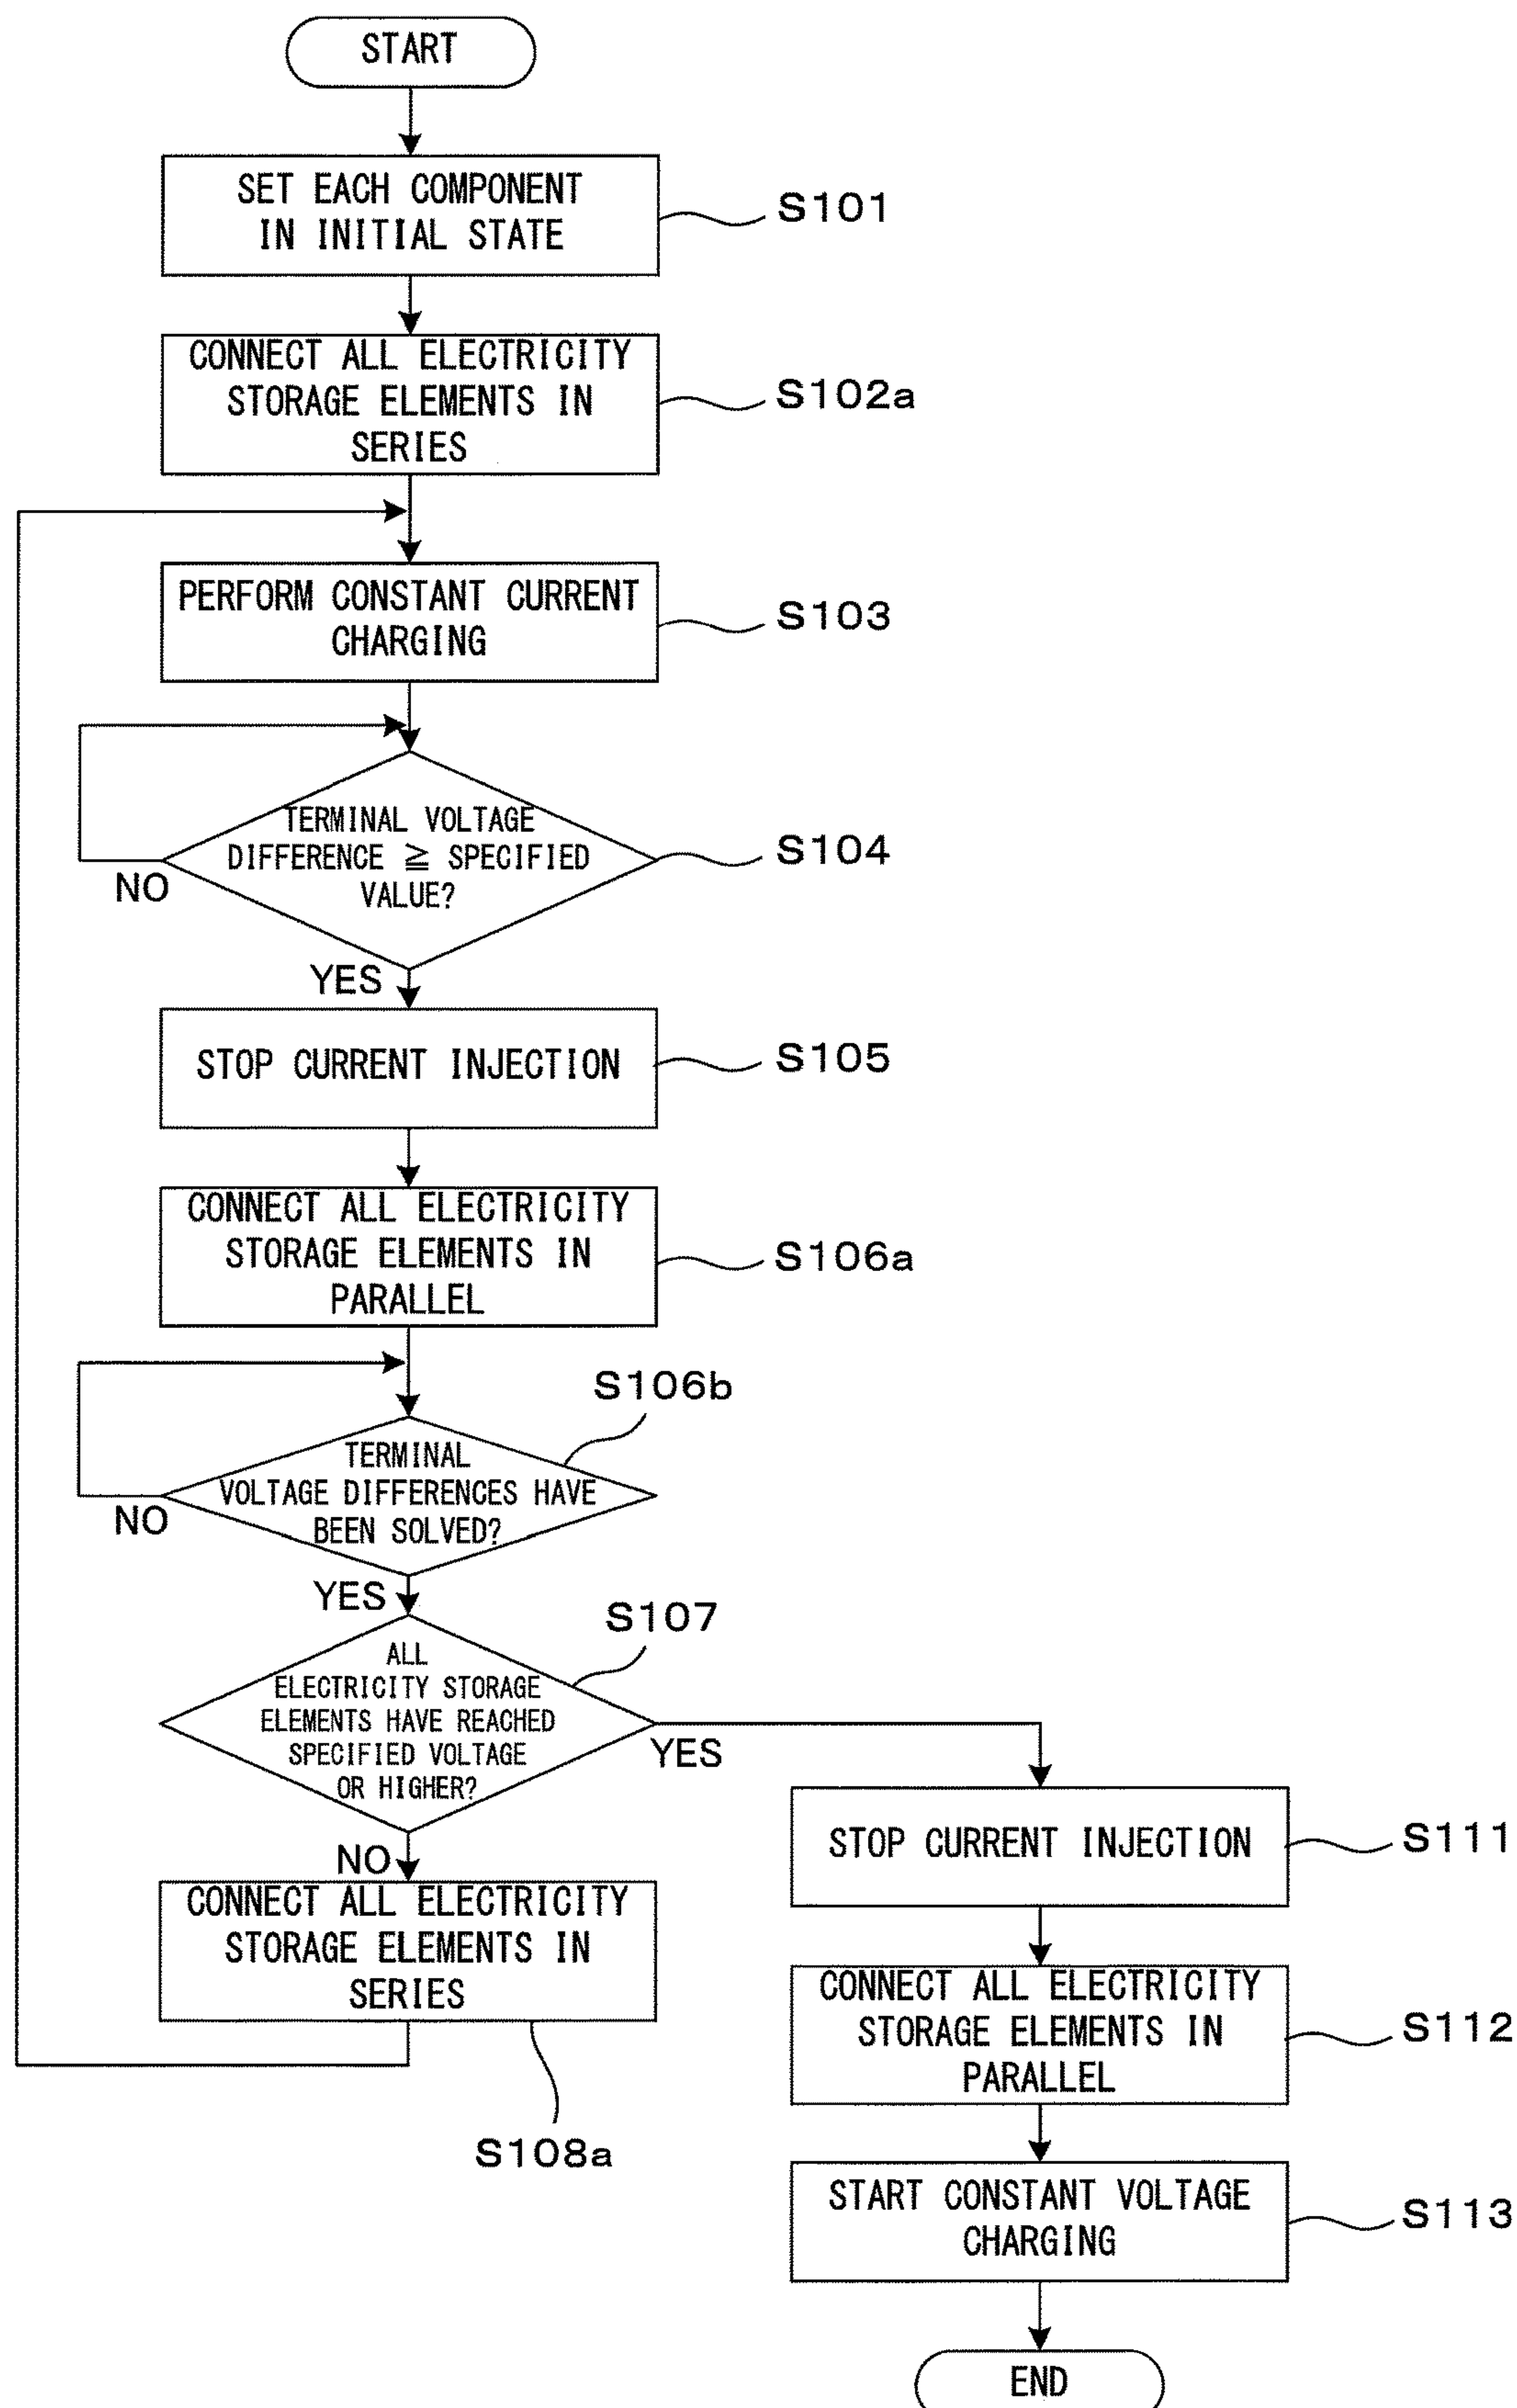 START
SET EACH COMPONENT
IN INITIAL STATE
S101
CONNECT ALL ELECTRICITY
STORAGE ELEMENTS IN
SERIES
S102a
PERFORM CONSTANT CURRENT
CHARGING
S103
TERMINAL VOLTAGE
DIFFERENCE ≧ SPECIFIED
VALUE?
S104
NO
YES
STOP CURRENT INJECTION
S105
CONNECT ALL ELECTRICITY
STORAGE ELEMENTS IN
PARALLEL
S106a
S106b
TERMINAL
VOLTAGE DIFFERENCES HAVE
BEEN SOLVED?
NO
YES
S107
ALL
ELECTRICITY STORAGE
ELEMENTS HAVE REACHED
SPECIFIED VOLTAGE
OR HIGHER?
YES
NO
CONNECT ALL ELECTRICITY
STORAGE ELEMENTS IN
SERIES
S108a
STOP CURRENT INJECTION
S111
CONNECT ALL ELECTRICITY
STORAGE ELEMENTS IN
PARALLEL
S112
START CONSTANT VOLTAGE
CHARGING
S113
END